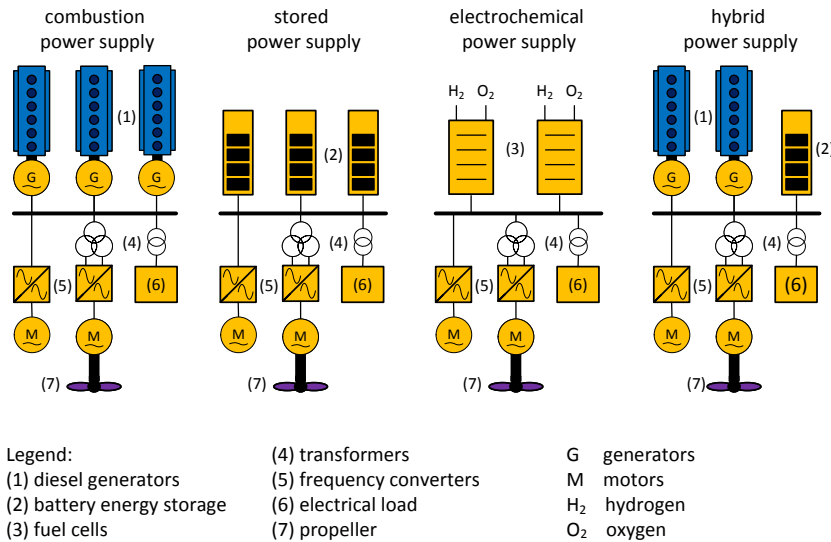 combustion
power supply
stored
power supply
electrochemical
power supply
hybrid
power supply
(1)
G
G
G
(4)
(5)
(6)
M
M
(7)
(2)
(4)
(5)
(6)
M
M
(7)
H₂ O₂
H₂ O₂
(3)
(4)
(5)
(6)
M
M
(7)
(1)
(2)
G
G
(4)
(5)
(6)
M
M
(7)
Legend:
(1) diesel generators
(2) battery energy storage
(3) fuel cells
(4) transformers
(5) frequency converters
(6) electrical load
(7) propeller
G generators
M motors
H₂ hydrogen
O₂ oxygen